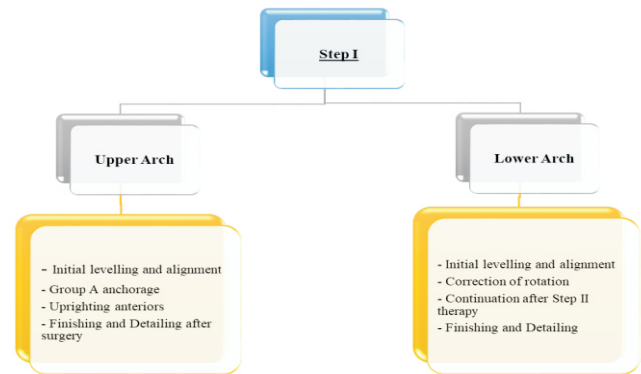 Step I
Upper Arch
Lower Arch
- Initial levelling and alignment
- Group A anchorage
- Uprighting anteriors
- Finishing and Detailing after
surgery
- Initial levelling and alignment
- Correction of rotation
- Continuation after Step II
therapy
- Finishing and Detailing